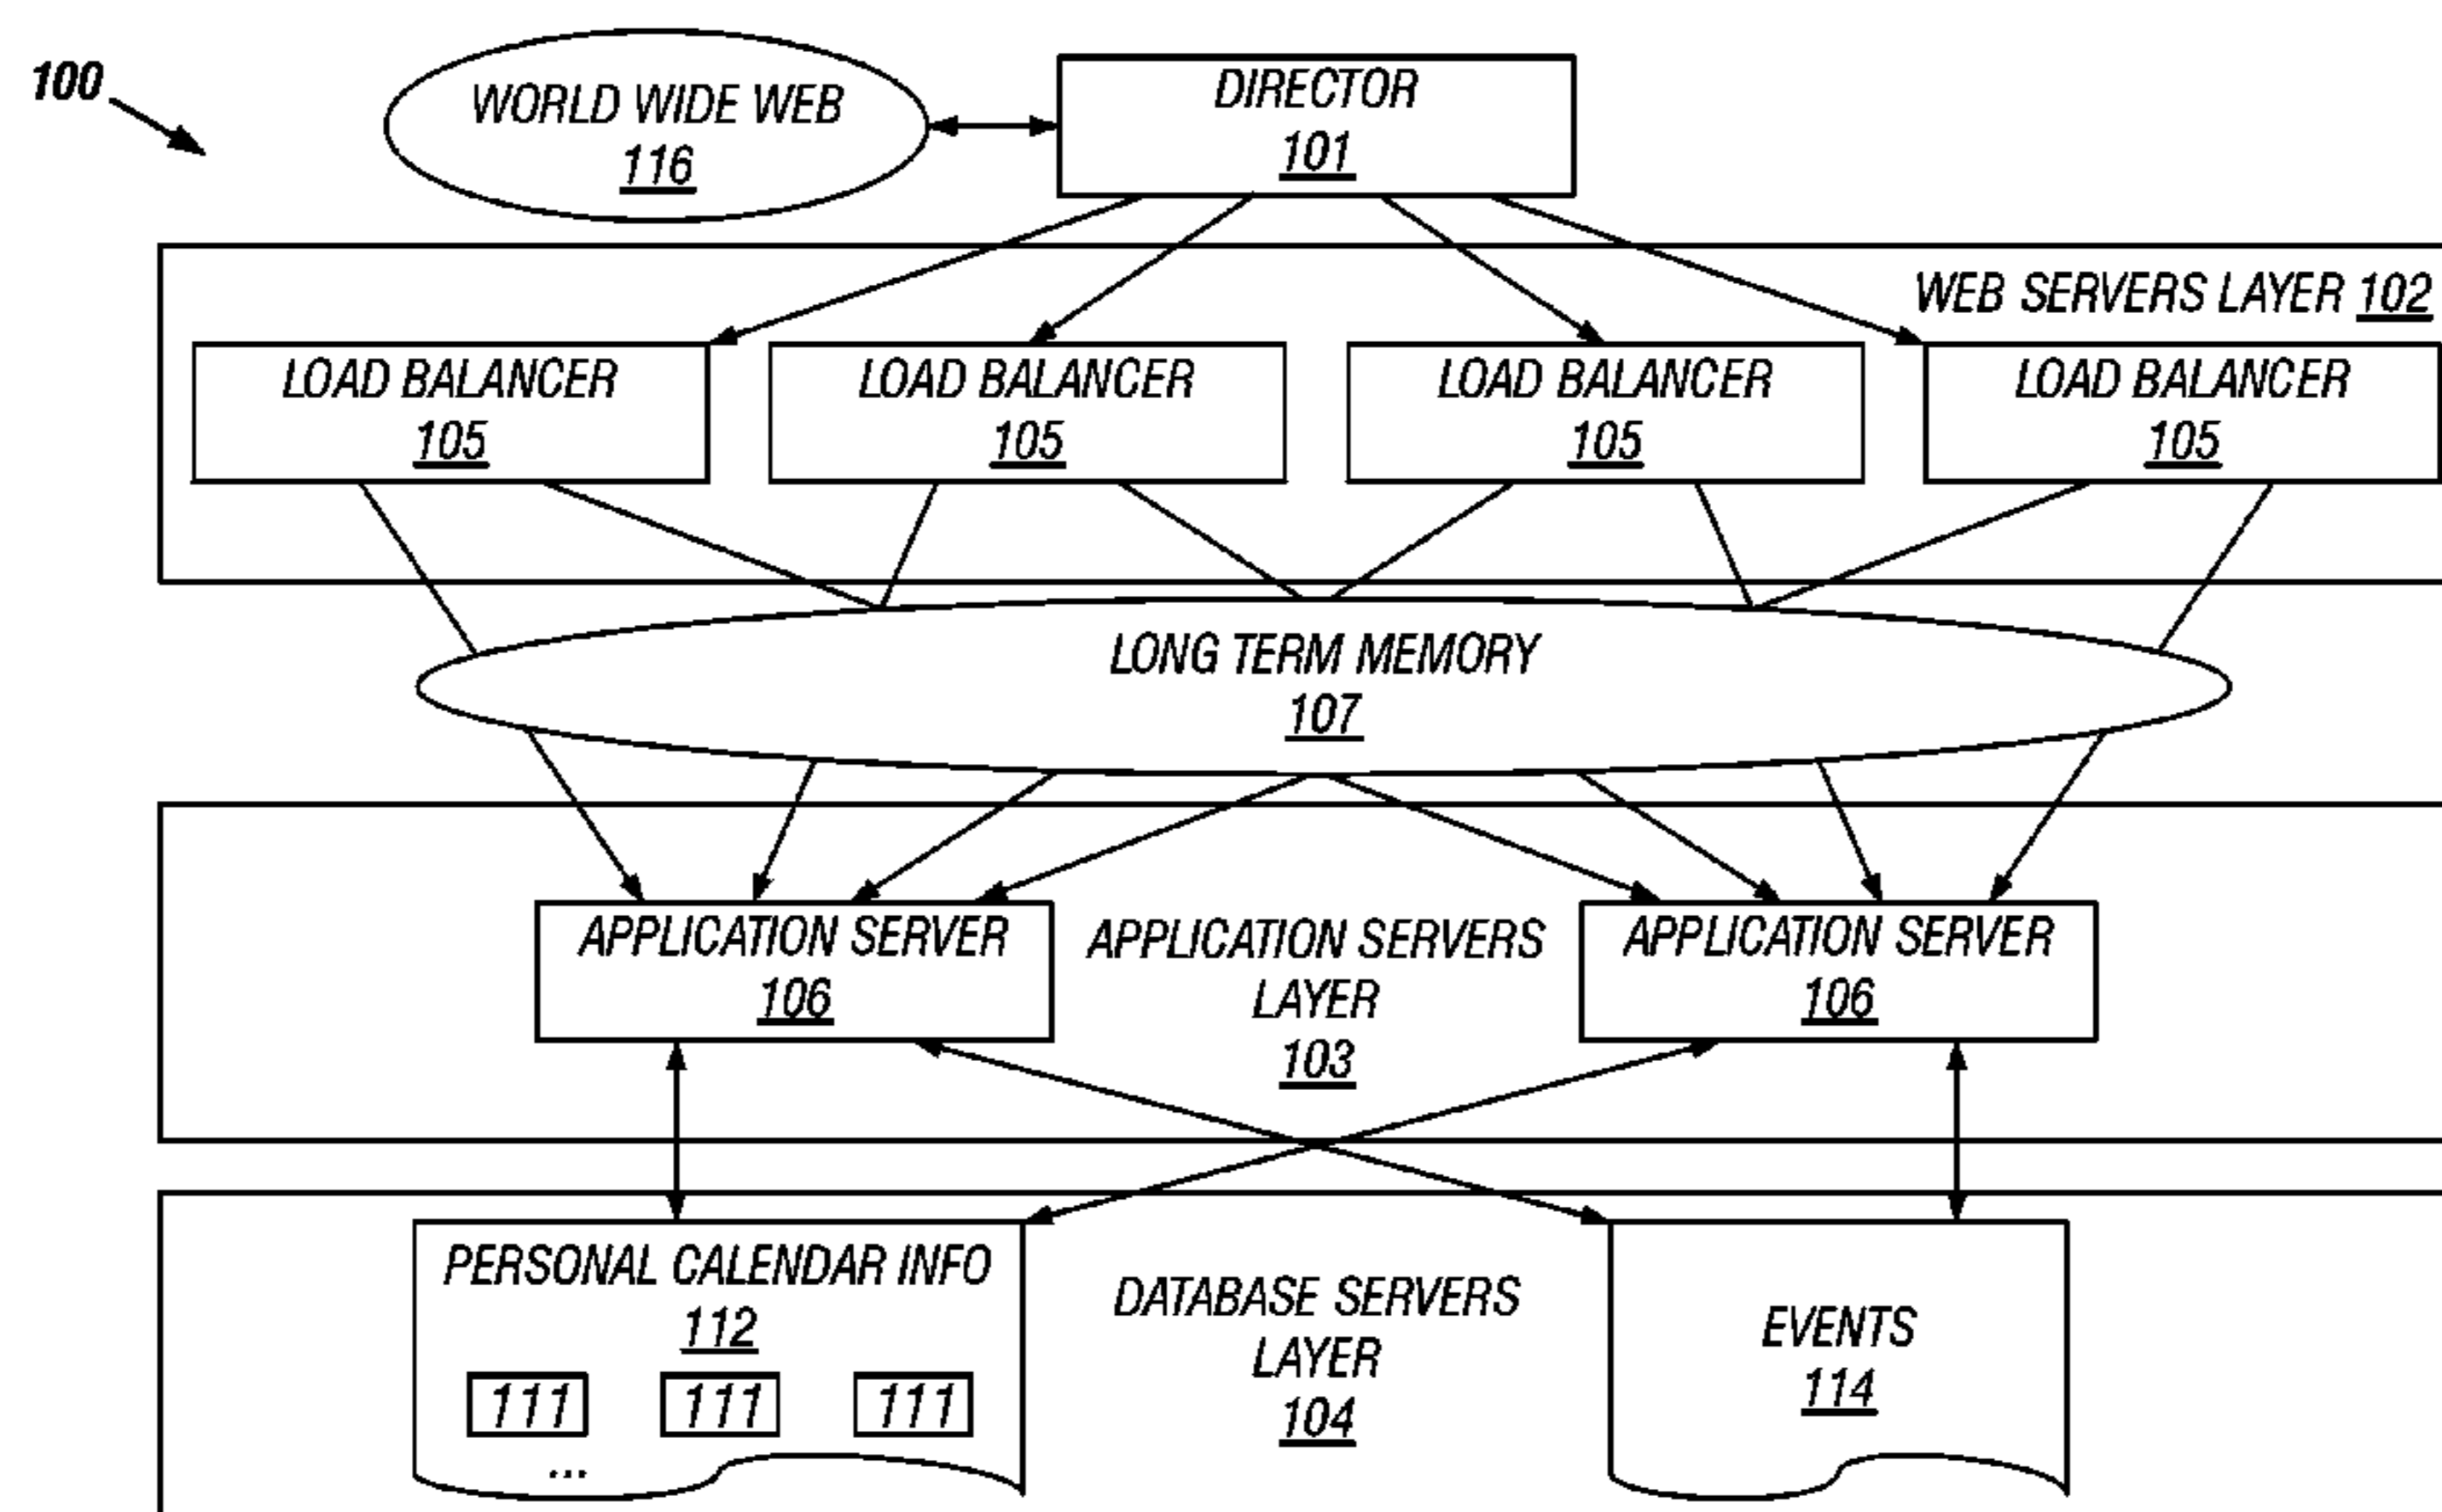 100
WORLD WIDE WEB
116
DIRECTOR
101
WEB SERVERS LAYER 102
LOAD BALANCER
105
LOAD BALANCER
105
LOAD BALANCER
105
LOAD BALANCER
105
LONG TERM MEMORY
107
APPLICATION SERVER
106
APPLICATION SERVERS
LAYER
103
APPLICATION SERVER
106
PERSONAL CALENDAR INFO
112
111 111 111
...
DATABASE SERVERS
LAYER
104
EVENTS
114